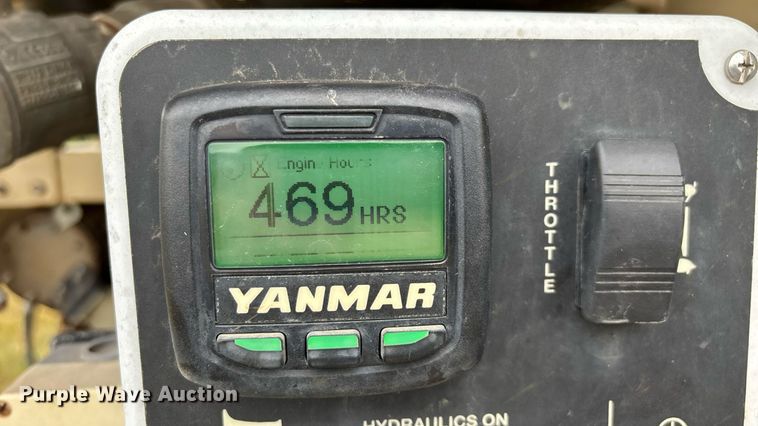 Engine Hours
469 HRS
YANMAR
THROTTLE
HYDRAULICS ON
Purple Wave Auction